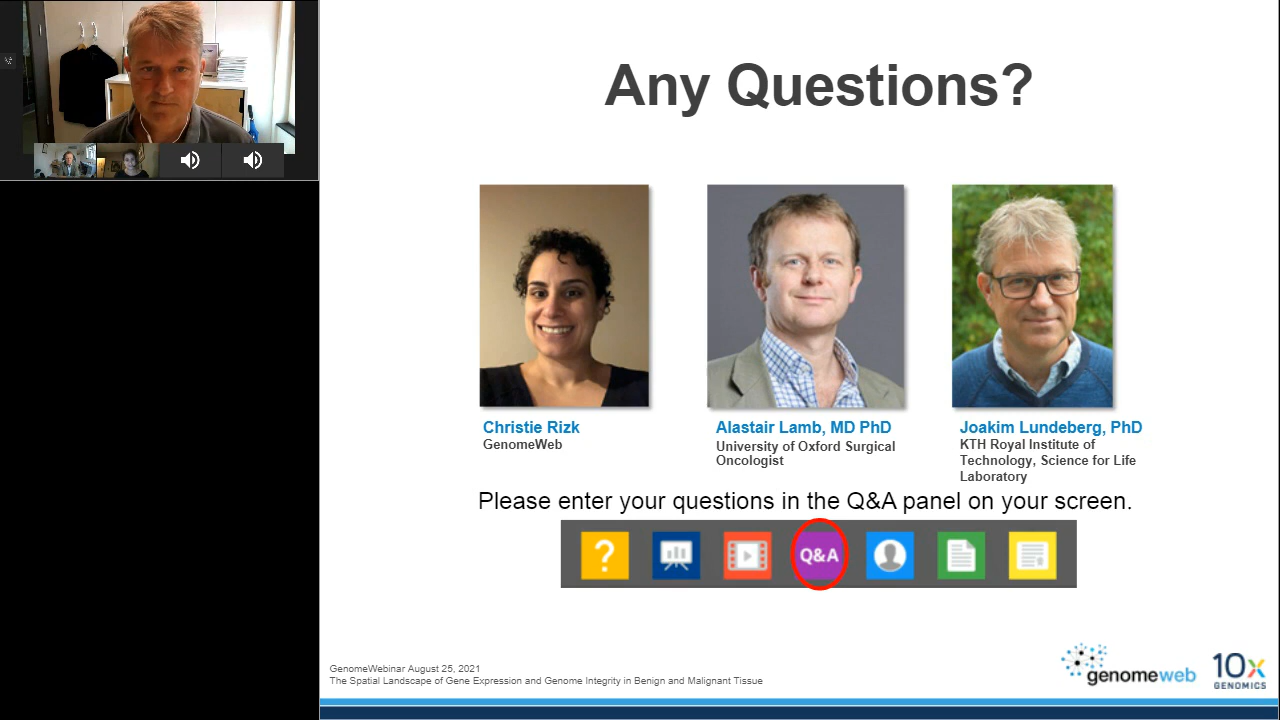 Any Questions?
Christie Rizk
GenomeWeb
Alastair Lamb, MD PhD
University of Oxford Surgical
Oncologist
Joakim Lundeberg, PhD
KTH Royal Institute of
Technology, Science for Life
Laboratory
Please enter your questions in the Q&A panel on your screen.
?
Q&A
GenomeWebinar August 25, 2021
The Spatial Landscape of Gene Expression and Genome Integrity in Benign and Malignant Tissue
genomeweb
10x
GENOMICS